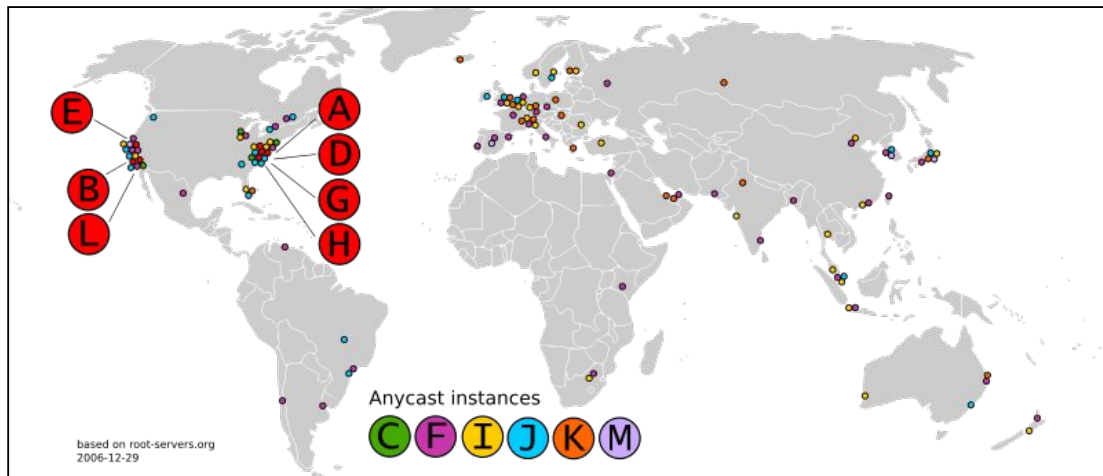 E
A
D
B
G
L
H
Anycast instances
C F I J K M
based on root-servers.org
2006-12-29